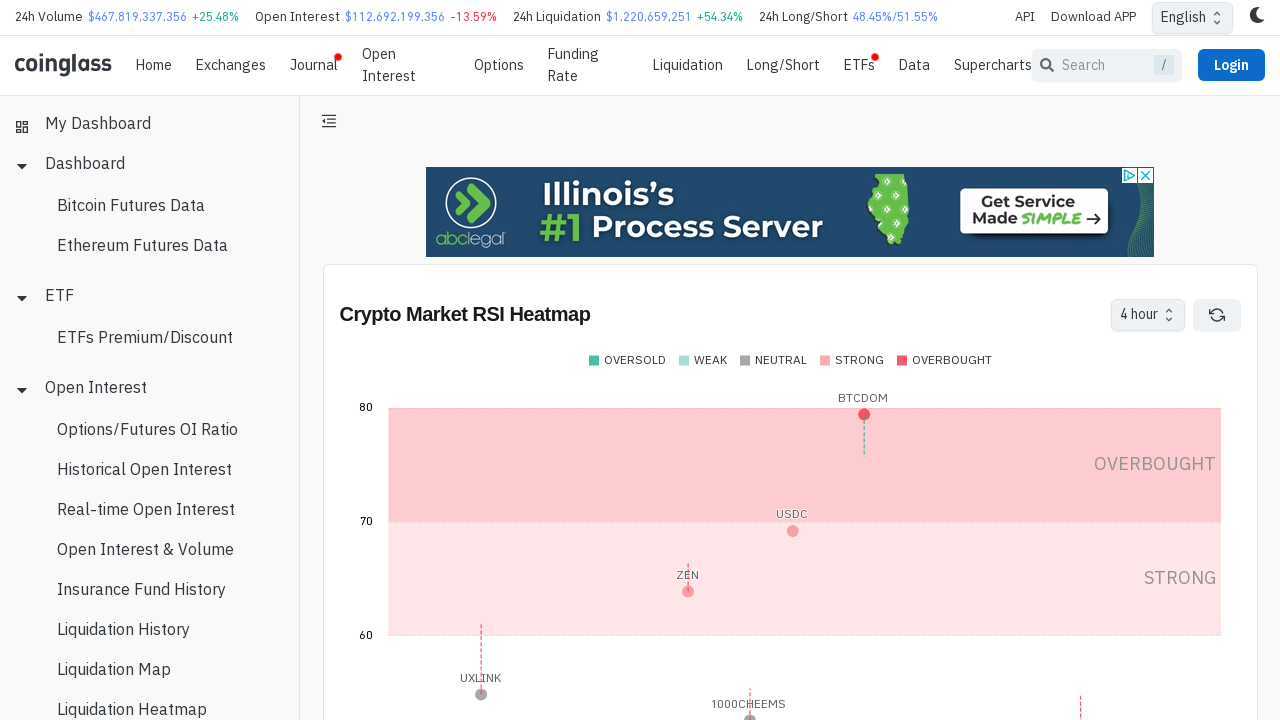 24h Volume $467,819,337,356 +25.48% Open Interest $112,692,199,356 -13.59% 24h Liquidation $1,220,659,251 +54.34% 24h Long/Short 48.45%/51.55% API Download APP English
coinglass Home Exchanges Journal Open Interest Options Funding Rate Liquidation Long/Short ETFs Data Supercharts Search / Login
My Dashboard
Dashboard
Bitcoin Futures Data
Ethereum Futures Data
ETF
ETFs Premium/Discount
Open Interest
Options/Futures OI Ratio
Historical Open Interest
Real-time Open Interest
Open Interest & Volume
Insurance Fund History
Liquidation History
Liquidation Map
Liquidation Heatmap
abclegal
Illinois's
#1 Process Server
Get Service
Made SIMPLE
Crypto Market RSI Heatmap
4 hour
OVERSOLD WEAK NEUTRAL STRONG OVERBOUGHT
BTCDOM
80
OVERBOUGHT
USDC
70
ZEN
STRONG
60
UXLINK
1000CHEEMS